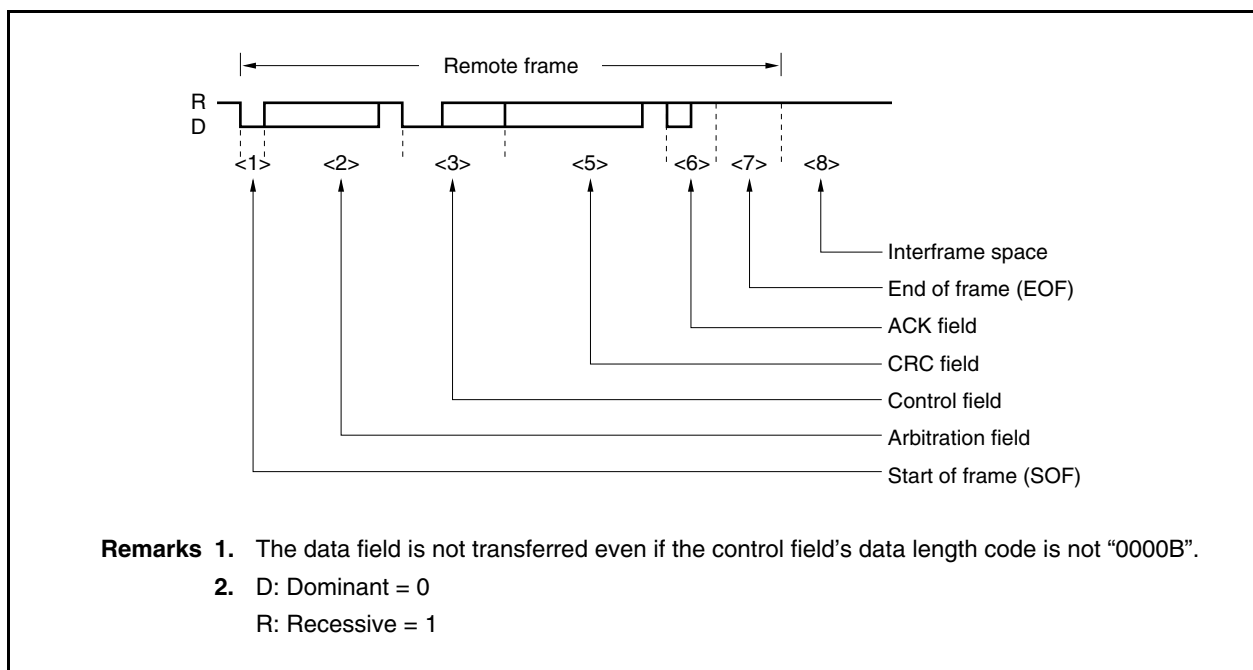 Remote frame
R
D
<1> <2> <3> <5> <6> <7> <8>
Interframe space
End of frame (EOF)
ACK field
CRC field
Control field
Arbitration field
Start of frame (SOF)
Remarks 1. The data field is not transferred even if the control field’s data length code is not “0000B”.
2. D: Dominant = 0
R: Recessive = 1